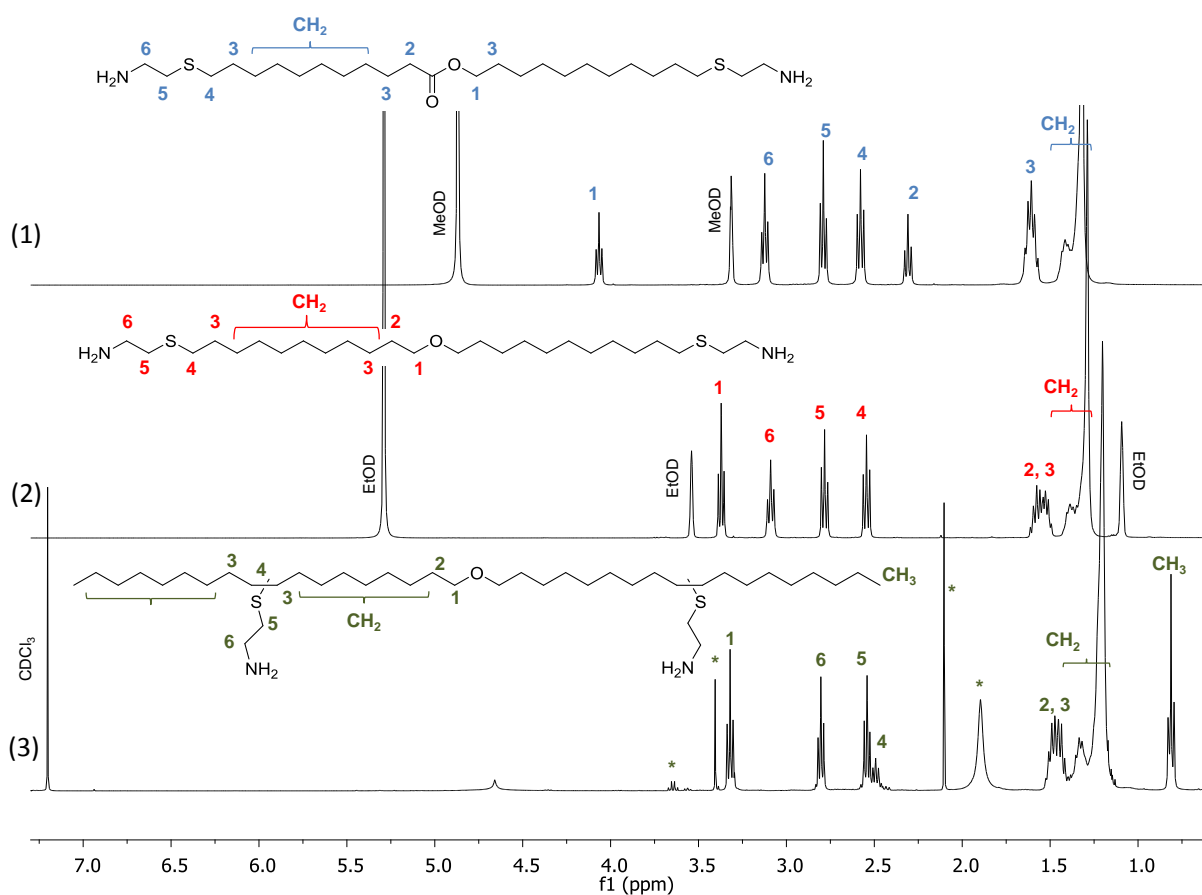 CH₂
6 3 2 3
S O S
H₂N NH₂
5 4 3 O 1
CH₂
5
6 4 3
1 2
MeOD MeOD
(1)
CH₂
6 3 2
S O S
H₂N NH₂
5 4 3 1
CH₂
1
5 4
6
2, 3
EtOD EtOD EtOD
(2)
3 4 2
O CH₃ CH₃
S 3 1 S
5 CH₂ *
6 CH₂
NH₂ NH₂ * 1 6 5 *
2, 3
4
CDCl₃
*
(3)
7.0 6.5 6.0 5.5 5.0 4.5 4.0 3.5 3.0 2.5 2.0 1.5 1.0
f1 (ppm)